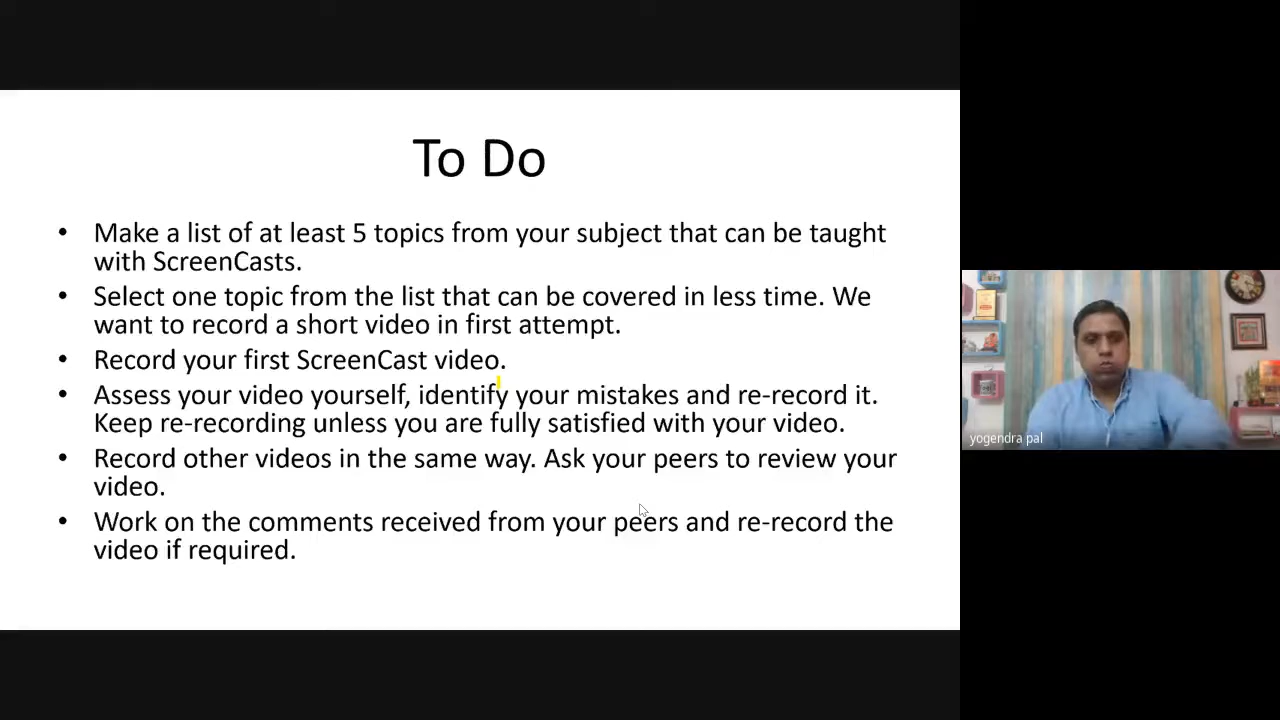 To Do
• Make a list of at least 5 topics from your subject that can be taught
with ScreenCasts.
• Select one topic from the list that can be covered in less time. We
want to record a short video in first attempt.
• Record your first ScreenCast video.
• Assess your video yourself, identify your mistakes and re-record it.
Keep re-recording unless you are fully satisfied with your video.
• Record other videos in the same way. Ask your peers to review your
video.
• Work on the comments received from your peers and re-record the
video if required.
yogendra pal